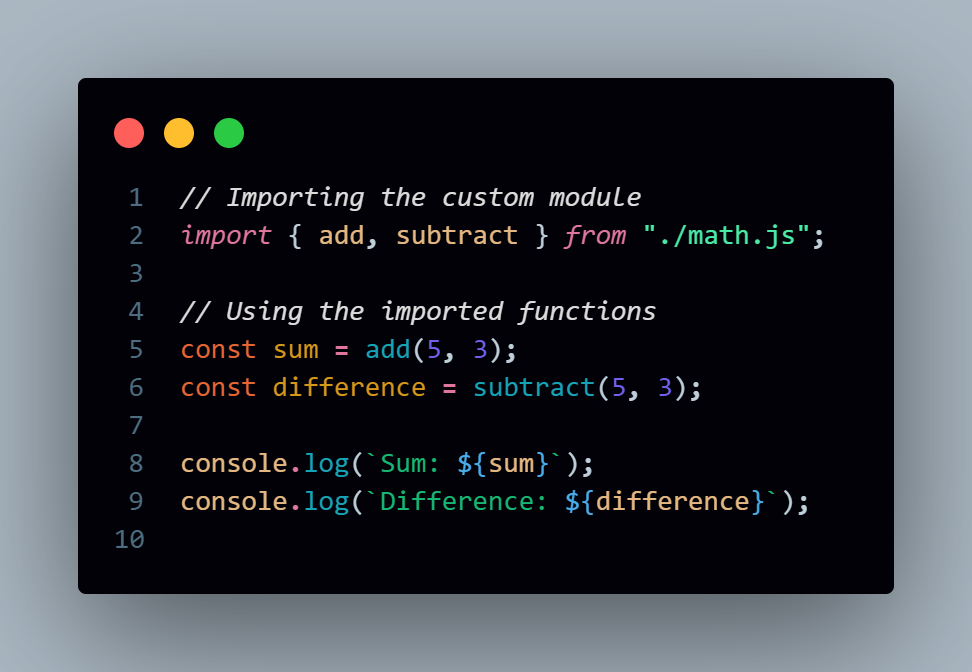 1 // Importing the custom module
2 import { add, subtract } from "./math.js";
3
4 // Using the imported functions
5 const sum = add(5, 3);
6 const difference = subtract(5, 3);
7
8 console.log(`Sum: ${sum}`);
9 console.log(`Difference: ${difference}`);
10